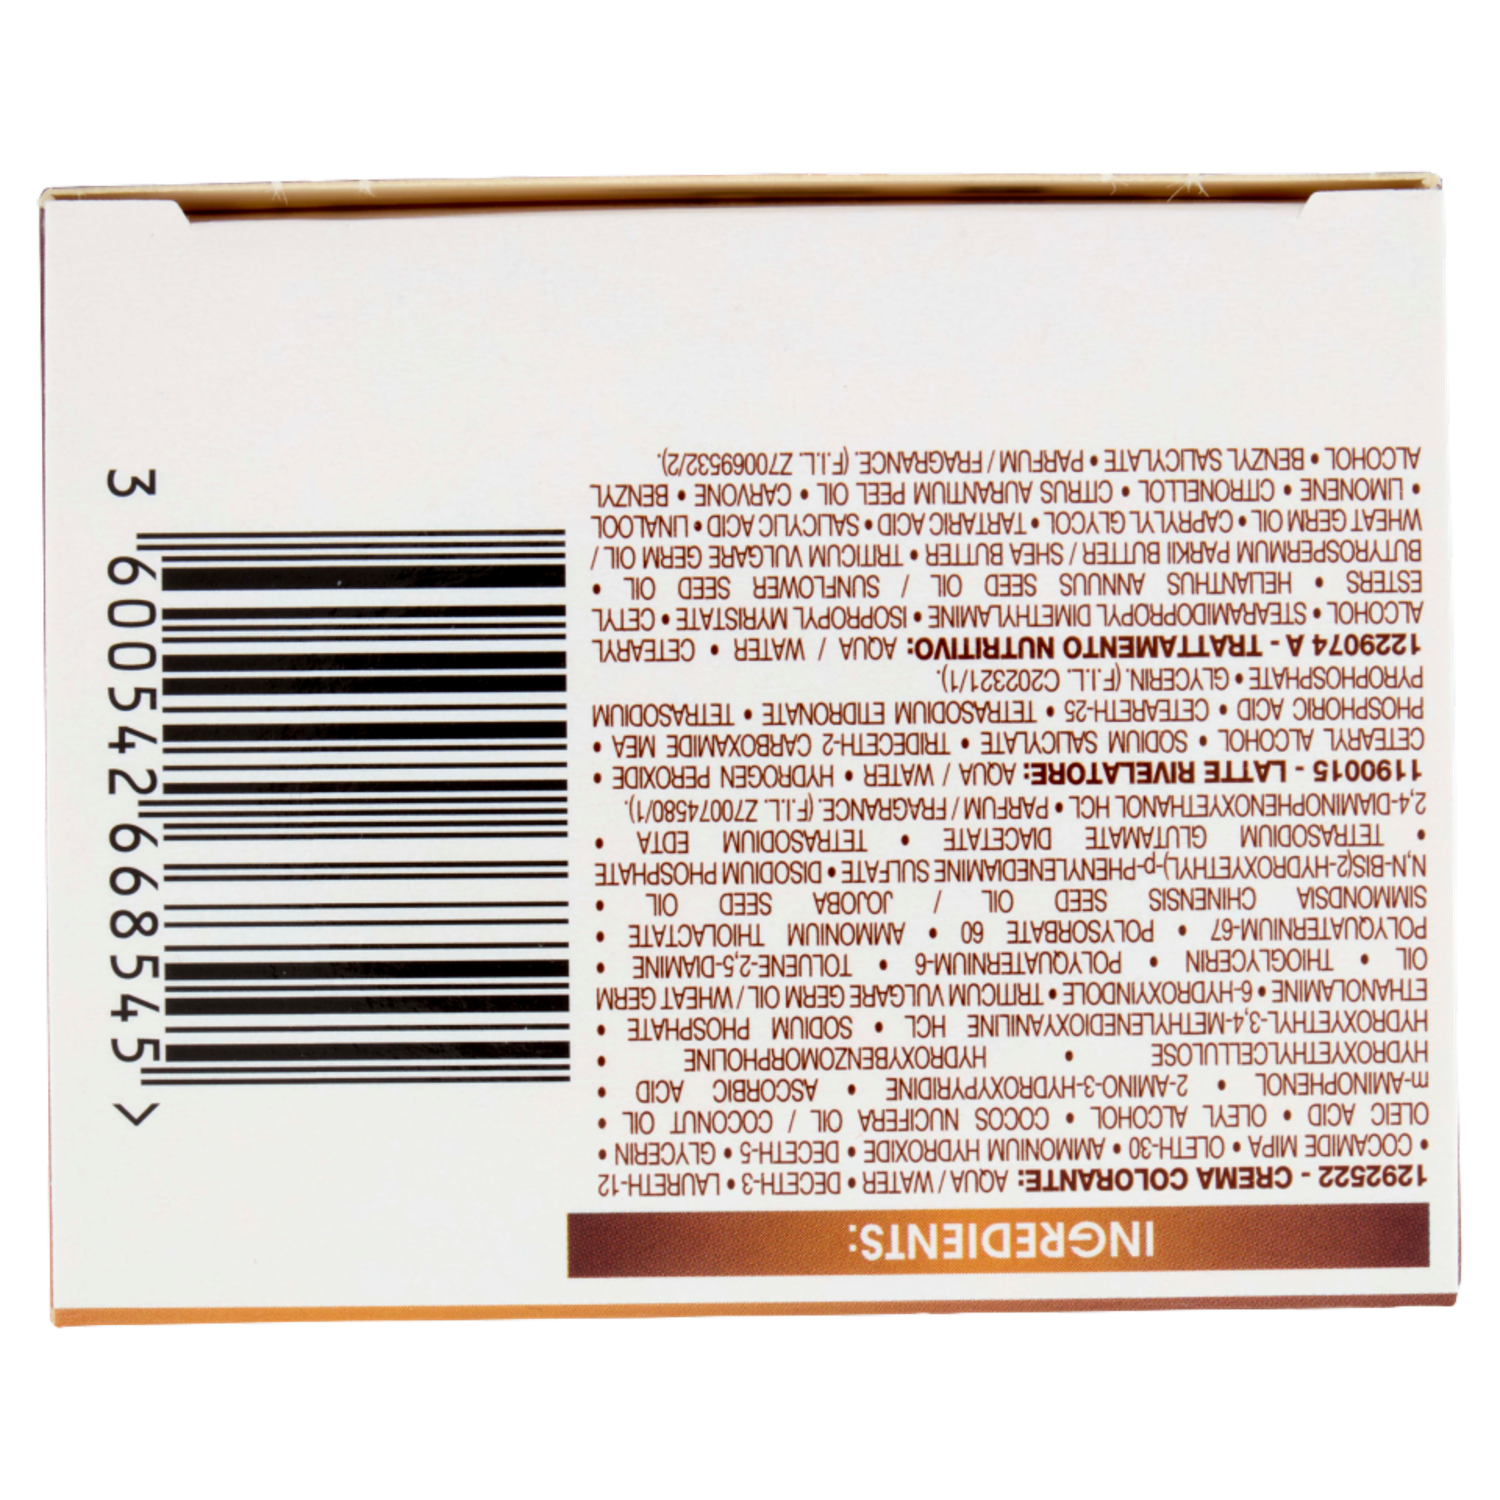 INGREDIENTS:
1292522 - CREMA COLORANTE: AQUA / WATER • DECETH-3 • LAURETH-12
• COCAMIDE MIPA • OLETH-30 • AMMONIUM HYDROXIDE • DECETH-5 • GLYCERIN •
OLEIC ACID • OLEYL ALCOHOL • COCOS NUCIFERA OIL / COCONUT OIL •
m-AMINOPHENOL • 2-AMINO-3-HYDROXYPYRIDINE • ASCORBIC ACID •
HYDROXYETHYLCELLULOSE • HYDROXYBENZOMORPHOLINE •
HYDROXYETHYL-3,4-METHYLENEDIOXYANILINE HCL • SODIUM PHOSPHATE •
ETHANOLAMINE • 6-HYDROXYINDOLE • TRITICUM VULGARE GERM OIL / WHEAT GERM
OIL • THIOGLYCERIN • POLYQUATERNIUM-6 • TOLUENE-2,5-DIAMINE •
POLYQUATERNIUM-67 • POLYSORBATE 60 • AMMONIUM THIOLACTATE •
SIMMONDSIA CHINENSIS SEED OIL / JOJOBA SEED OIL •
N,N-BIS(2-HYDROXYETHYL)-p-PHENYLENEDIAMINE SULFATE • DISODIUM PHOSPHATE
• TETRASODIUM GLUTAMATE DIACETATE • TETRASODIUM EDTA •
2,4-DIAMINOPHENOXYETHANOL HCL • PARFUM / FRAGRANCE. (F.I.L. Z70074580/1).
1190015 - LATTE RIVELATORE: AQUA / WATER • HYDROGEN PEROXIDE •
CETEARYL ALCOHOL • SODIUM SALICYLATE • TRIDECETH-2 CARBOXAMIDE MEA •
PHOSPHORIC ACID • CETEARETH-25 • TETRASODIUM ETIDRONATE • TETRASODIUM
PYROPHOSPHATE • GLYCERIN. (F.I.L. C202321/1).
1229074 A - TRATTAMENTO NUTRITIVO: AQUA / WATER • CETEARYL
ALCOHOL • STEARAMIDOPROPYL DIMETHYLAMINE • ISOPROPYL MYRISTATE • CETYL
ESTERS • HELIANTHUS ANNUUS SEED OIL / SUNFLOWER SEED OIL •
BUTYROSPERMUM PARKII BUTTER / SHEA BUTTER • TRITICUM VULGARE GERM OIL /
WHEAT GERM OIL • CAPRYLYL GLYCOL • TARTARIC ACID • SALICYLIC ACID • LINALOOL
• LIMONENE • CITRONELLOL • CITRUS AURANTIUM PEEL OIL • CARVONE • BENZYL
ALCOHOL • BENZYL SALICYLATE • PARFUM / FRAGRANCE. (F.I.L. Z70069532/2).
3 600542 668545 >